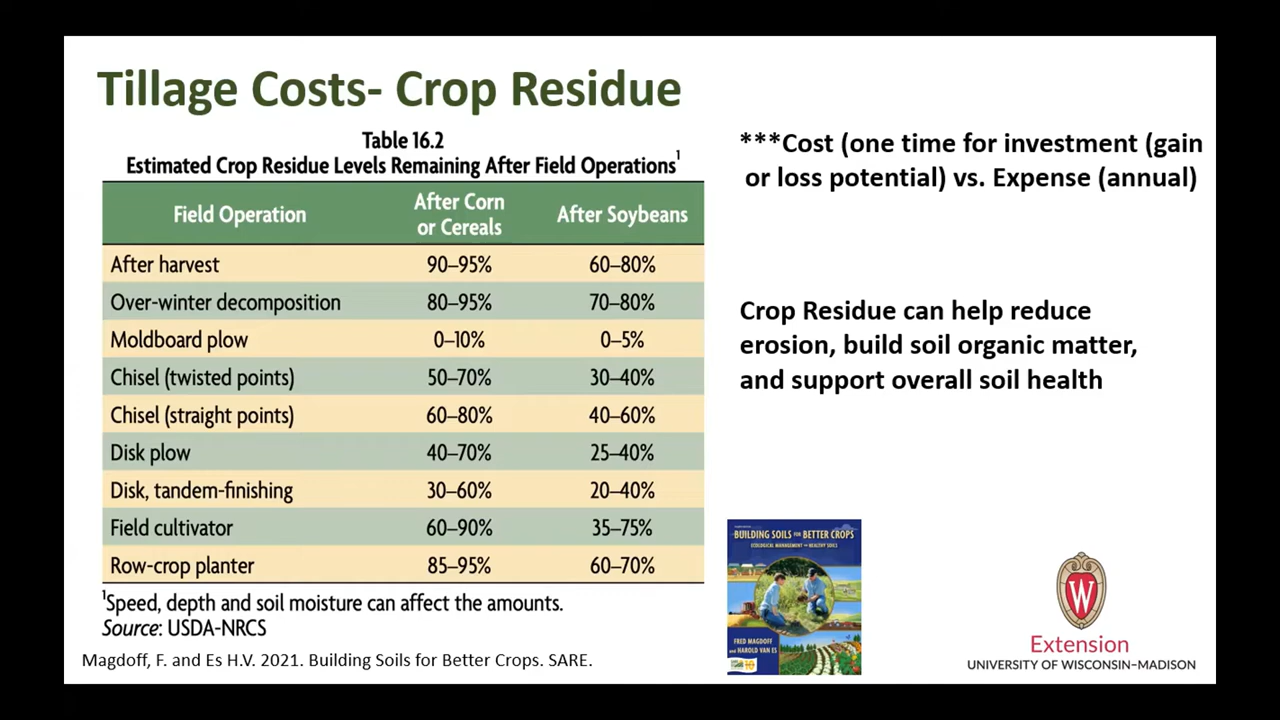 Tillage Costs- Crop Residue
Table 16.2
Estimated Crop Residue Levels Remaining After Field Operations¹
Field Operation After Corn or Cereals After Soybeans
After harvest 90–95% 60–80%
Over-winter decomposition 80–95% 70–80%
Moldboard plow 0–10% 0–5%
Chisel (twisted points) 50–70% 30–40%
Chisel (straight points) 60–80% 40–60%
Disk plow 40–70% 25–40%
Disk, tandem-finishing 30–60% 20–40%
Field cultivator 60–90% 35–75%
Row-crop planter 85–95% 60–70%
¹Speed, depth and soil moisture can affect the amounts.
Source: USDA-NRCS
Magdoff, F. and Es H.V. 2021. Building Soils for Better Crops. SARE.
***Cost (one time for investment (gain
or loss potential) vs. Expense (annual)
Crop Residue can help reduce
erosion, build soil organic matter,
and support overall soil health
BUILDING SOILS FOR BETTER CROPS
ECOLOGICAL MANAGEMENT FOR HEALTHY SOILS
FRED MAGDOFF
and HAROLD VAN ES
W
Extension
UNIVERSITY OF WISCONSIN–MADISON